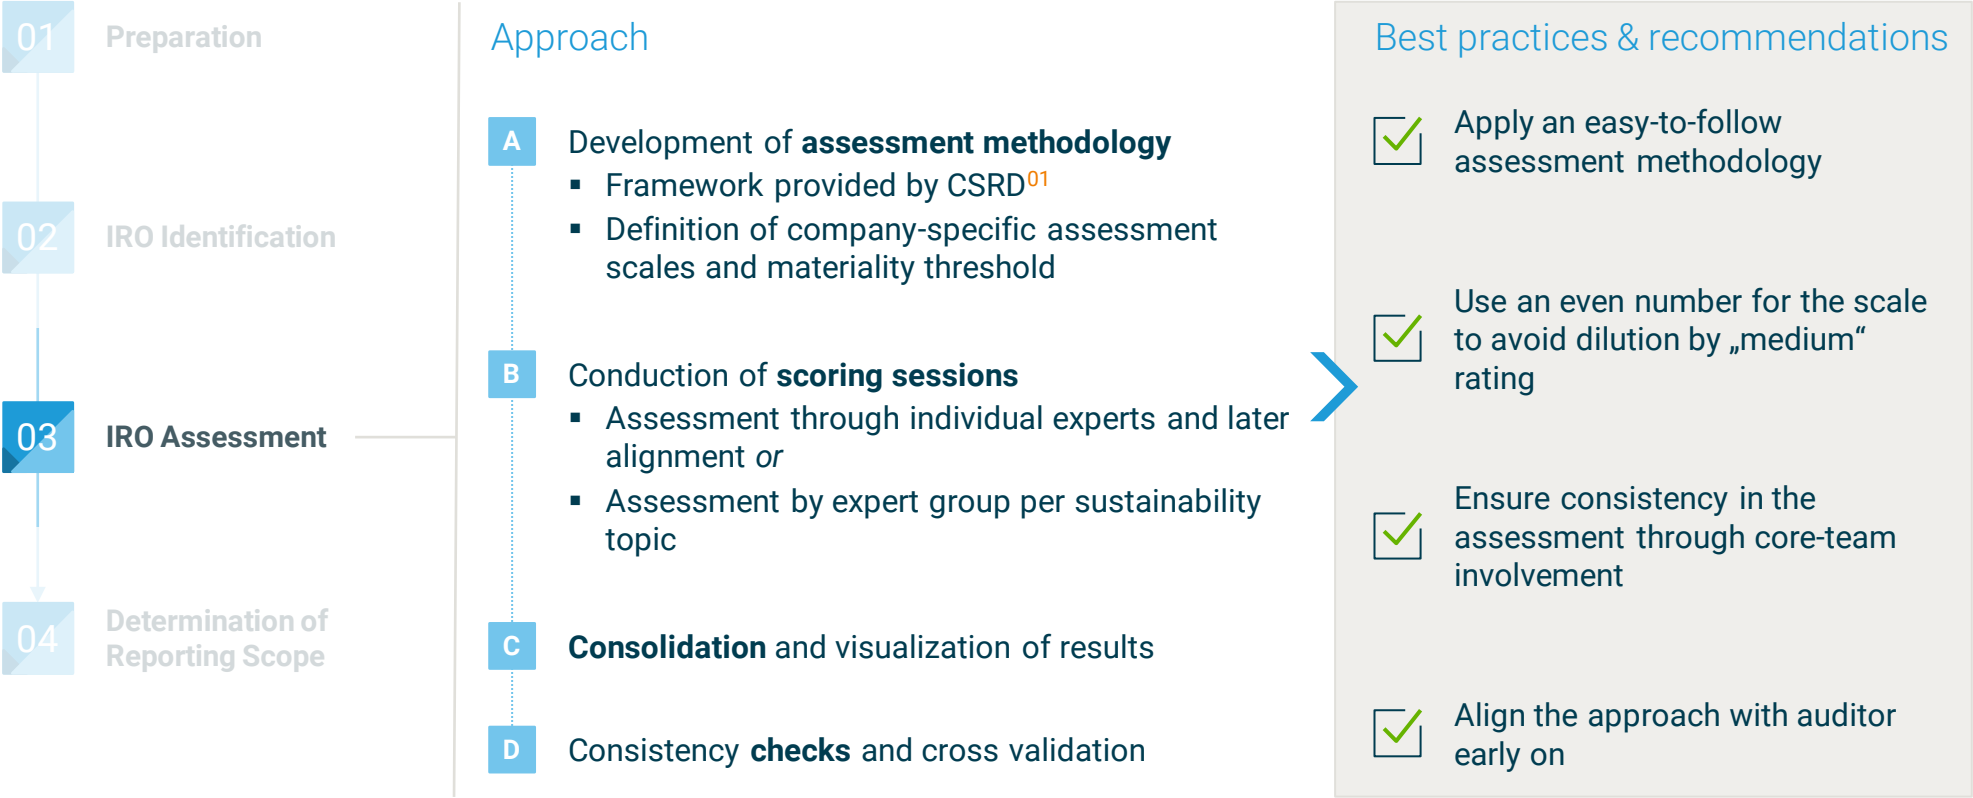 01
Preparation
02
IRO Identification
03
IRO Assessment
04
Determination of
Reporting Scope
Approach
A
Development of assessment methodology
▪ Framework provided by CSRD01
▪ Definition of company-specific assessment
scales and materiality threshold
B
Conduction of scoring sessions
▪ Assessment through individual experts and later
alignment or
▪ Assessment by expert group per sustainability
topic
C
Consolidation and visualization of results
D
Consistency checks and cross validation
Best practices & recommendations
Apply an easy-to-follow
assessment methodology
Use an even number for the scale
to avoid dilution by „medium“
rating
Ensure consistency in the
assessment through core-team
involvement
Align the approach with auditor
early on